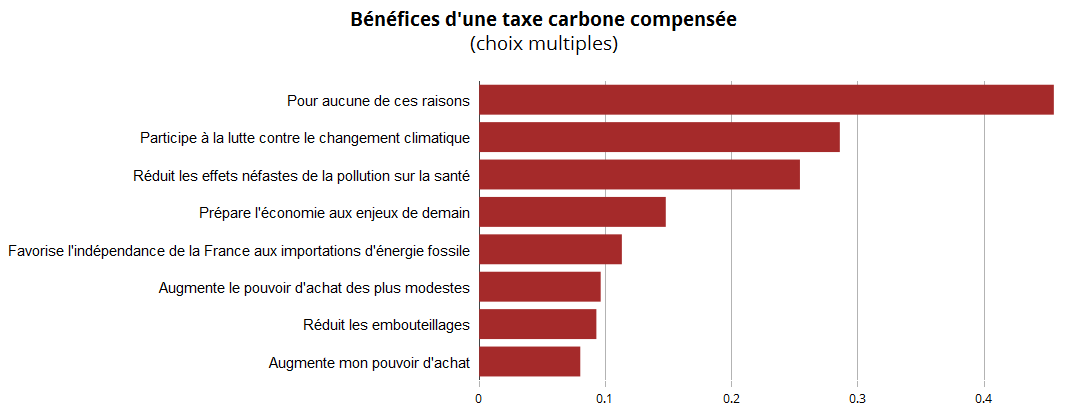 Bénéfices d'une taxe carbone compensée
(choix multiples)
Pour aucune de ces raisons
Participe à la lutte contre le changement climatique
Réduit les effets néfastes de la pollution sur la santé
Prépare l'économie aux enjeux de demain
Favorise l'indépendance de la France aux importations d'énergie fossile
Augmente le pouvoir d'achat des plus modestes
Réduit les embouteillages
Augmente mon pouvoir d'achat
0 0.1 0.2 0.3 0.4